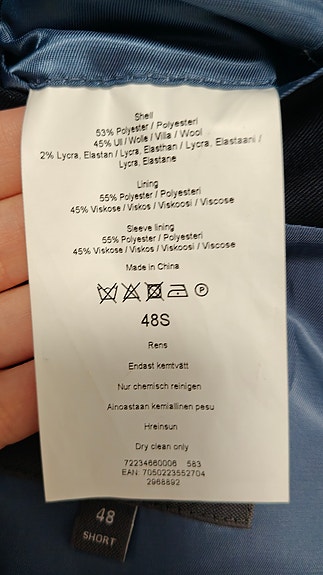 Shell
53% Polyester / Polyesteri
45% Ull / Wolle / Villa / Wool
2% Lycra, Elastan / Lycra, Elasthan / Lycra, Elastaani /
Lycra, Elastane
Lining
55% Polyester / Polyesteri
45% Viskose / Viskos / Viskoosi / Viscose
Sleeve lining
55% Polyester / Polyesteri
45% Viskose / Viskos / Viskoosi / Viscose
Made in China
P
48S
Rens
Endast kemtvätt
Nur chemisch reinigen
Ainoastaan kemiallinen pesu
Hreinsun
Dry clean only
72234660006 583
EAN: 7050223552704
2968892
48
SHORT